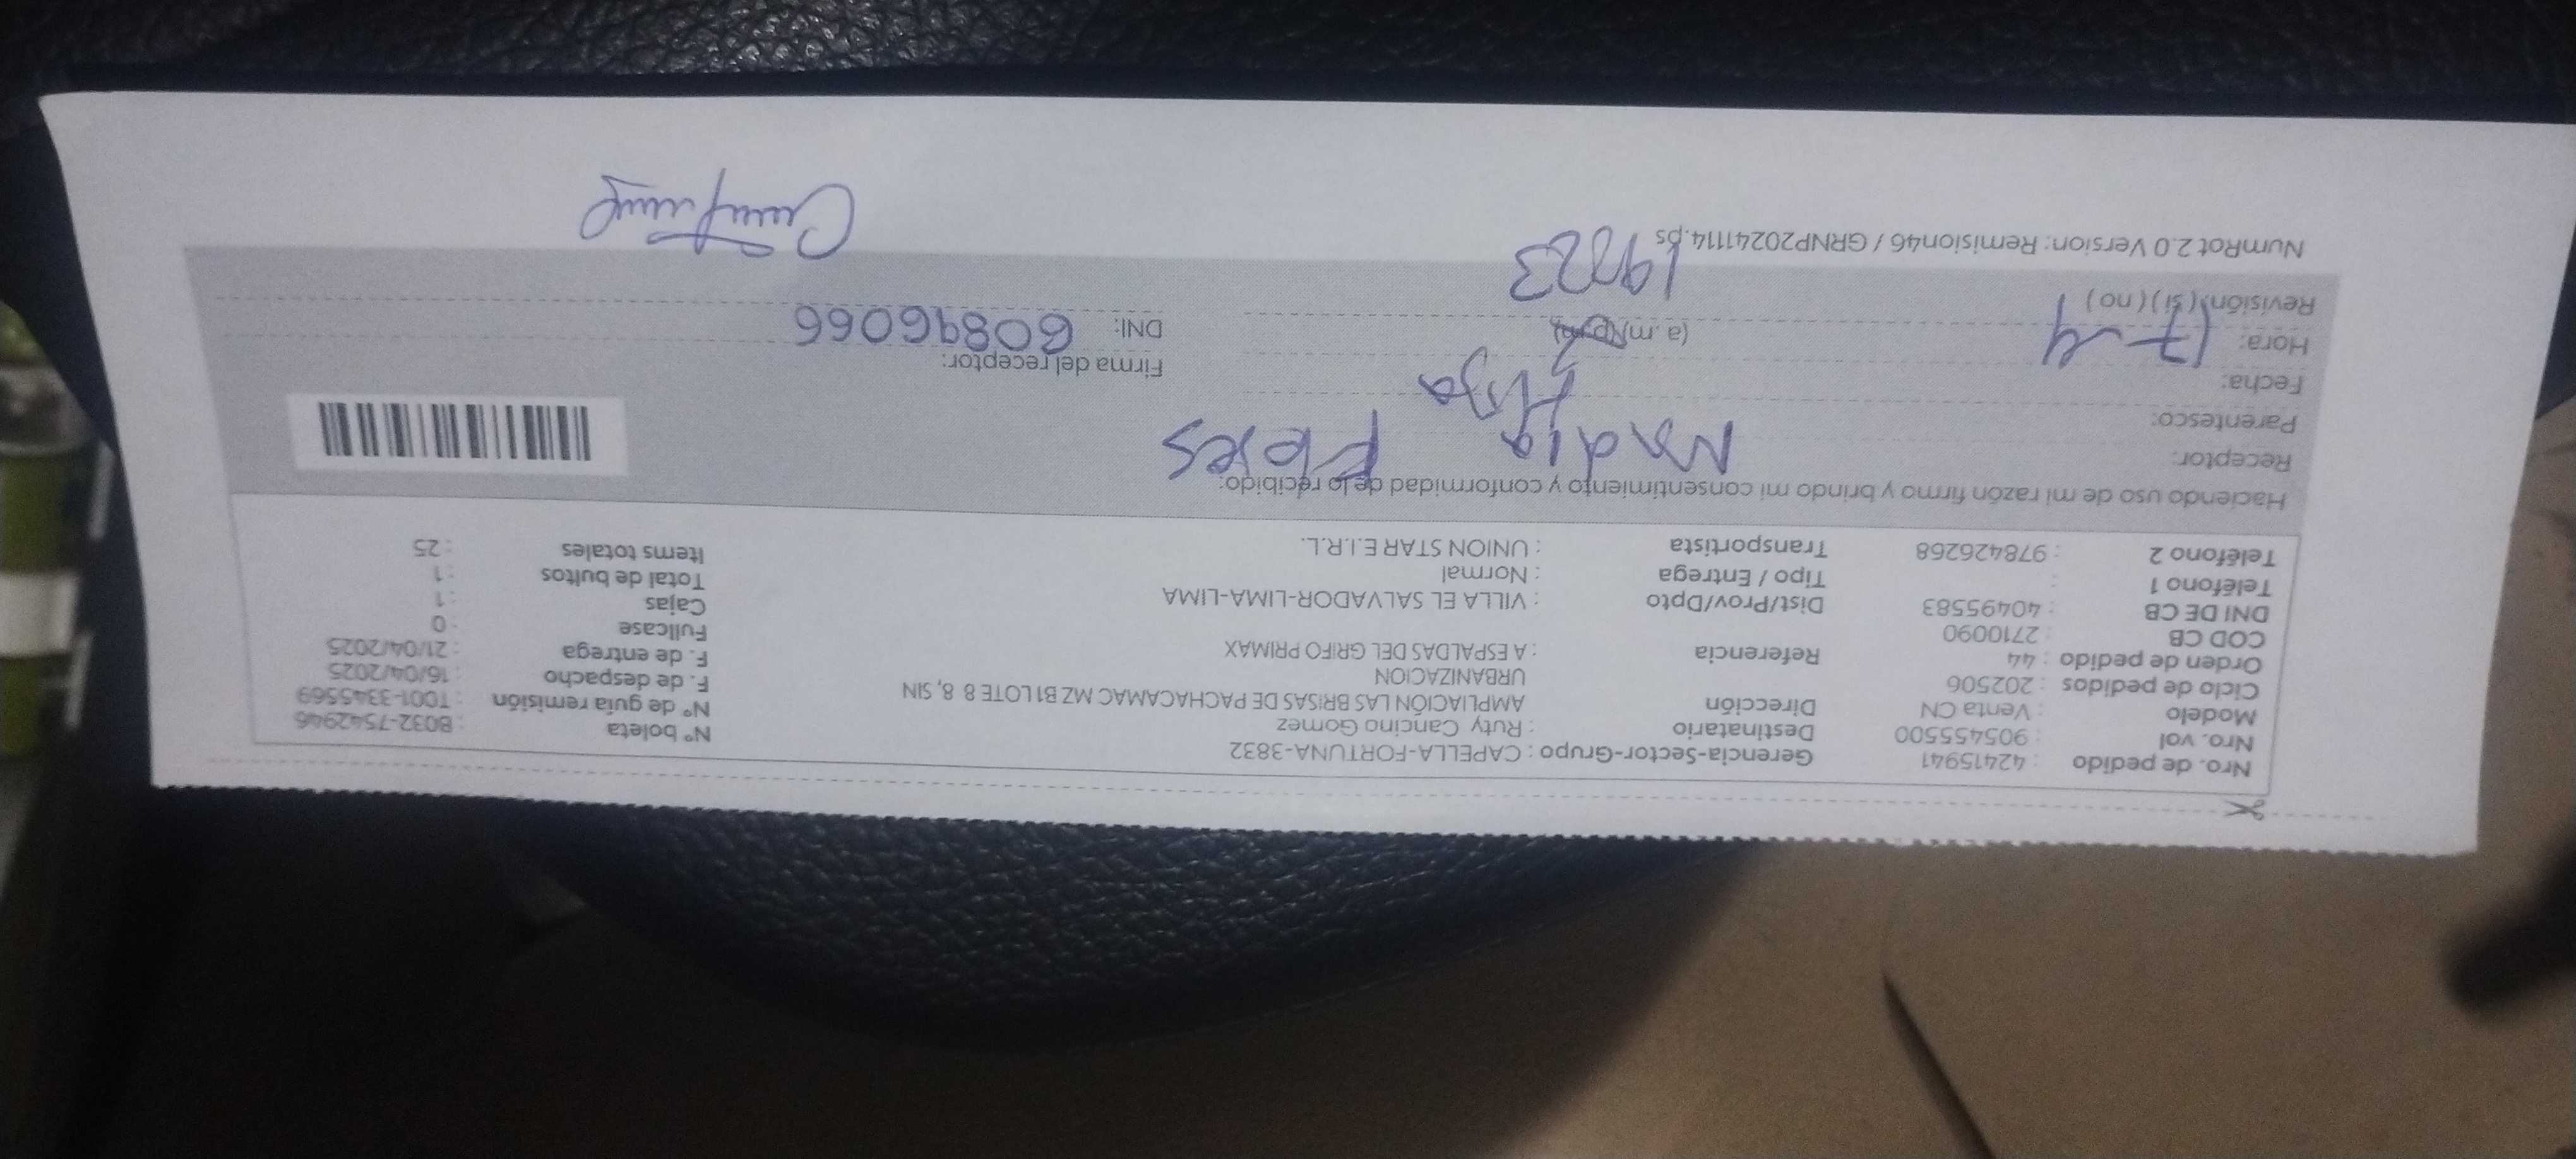 Nro. de pedido : 42415941 Gerencia-Sector-Grupo : CAPELLA-FORTUNA-3832 N° boleta : B032-7542946
Nro. vol : 905455500 Destinatario : Ruty Cancino Gomez N° de guía remisión : T001-3345569
Modelo : Venta CN Dirección AMPLIACIÓN LAS BRISAS DE PACHACAMAC MZ B1 LOTE 8 8, SIN F. de despacho : 16/04/2025
Ciclo de pedidos : 202506 URBANIZACION F. de entrega : 21/04/2025
Orden de pedido : 44 Referencia : A ESPALDAS DEL GRIFO PRIMAX Fullcase : 0
COD CB : 2710090 Cajas : 1
DNI DE CB : 40495583 Dist/Prov/Dpto : VILLA EL SALVADOR-LIMA-LIMA Total de bultos : 1
Teléfono 1 : Tipo / Entrega : Normal Items totales : 25
Teléfono 2 : 978426268 Transportista : UNION STAR E.I.R.L.
Haciendo uso de mi razón firmo y brindo mi consentimiento y conformidad de lo recibido:
Receptor: Nadia Flores
Parentesco: Hija
Fecha: 17-4 Firma del receptor:
Hora: (a.m) (p.m) DNI: 60896066
Revisión: (si) (no)
NumRot 2.0 Version: Remision46 / GRNP20241114.ps